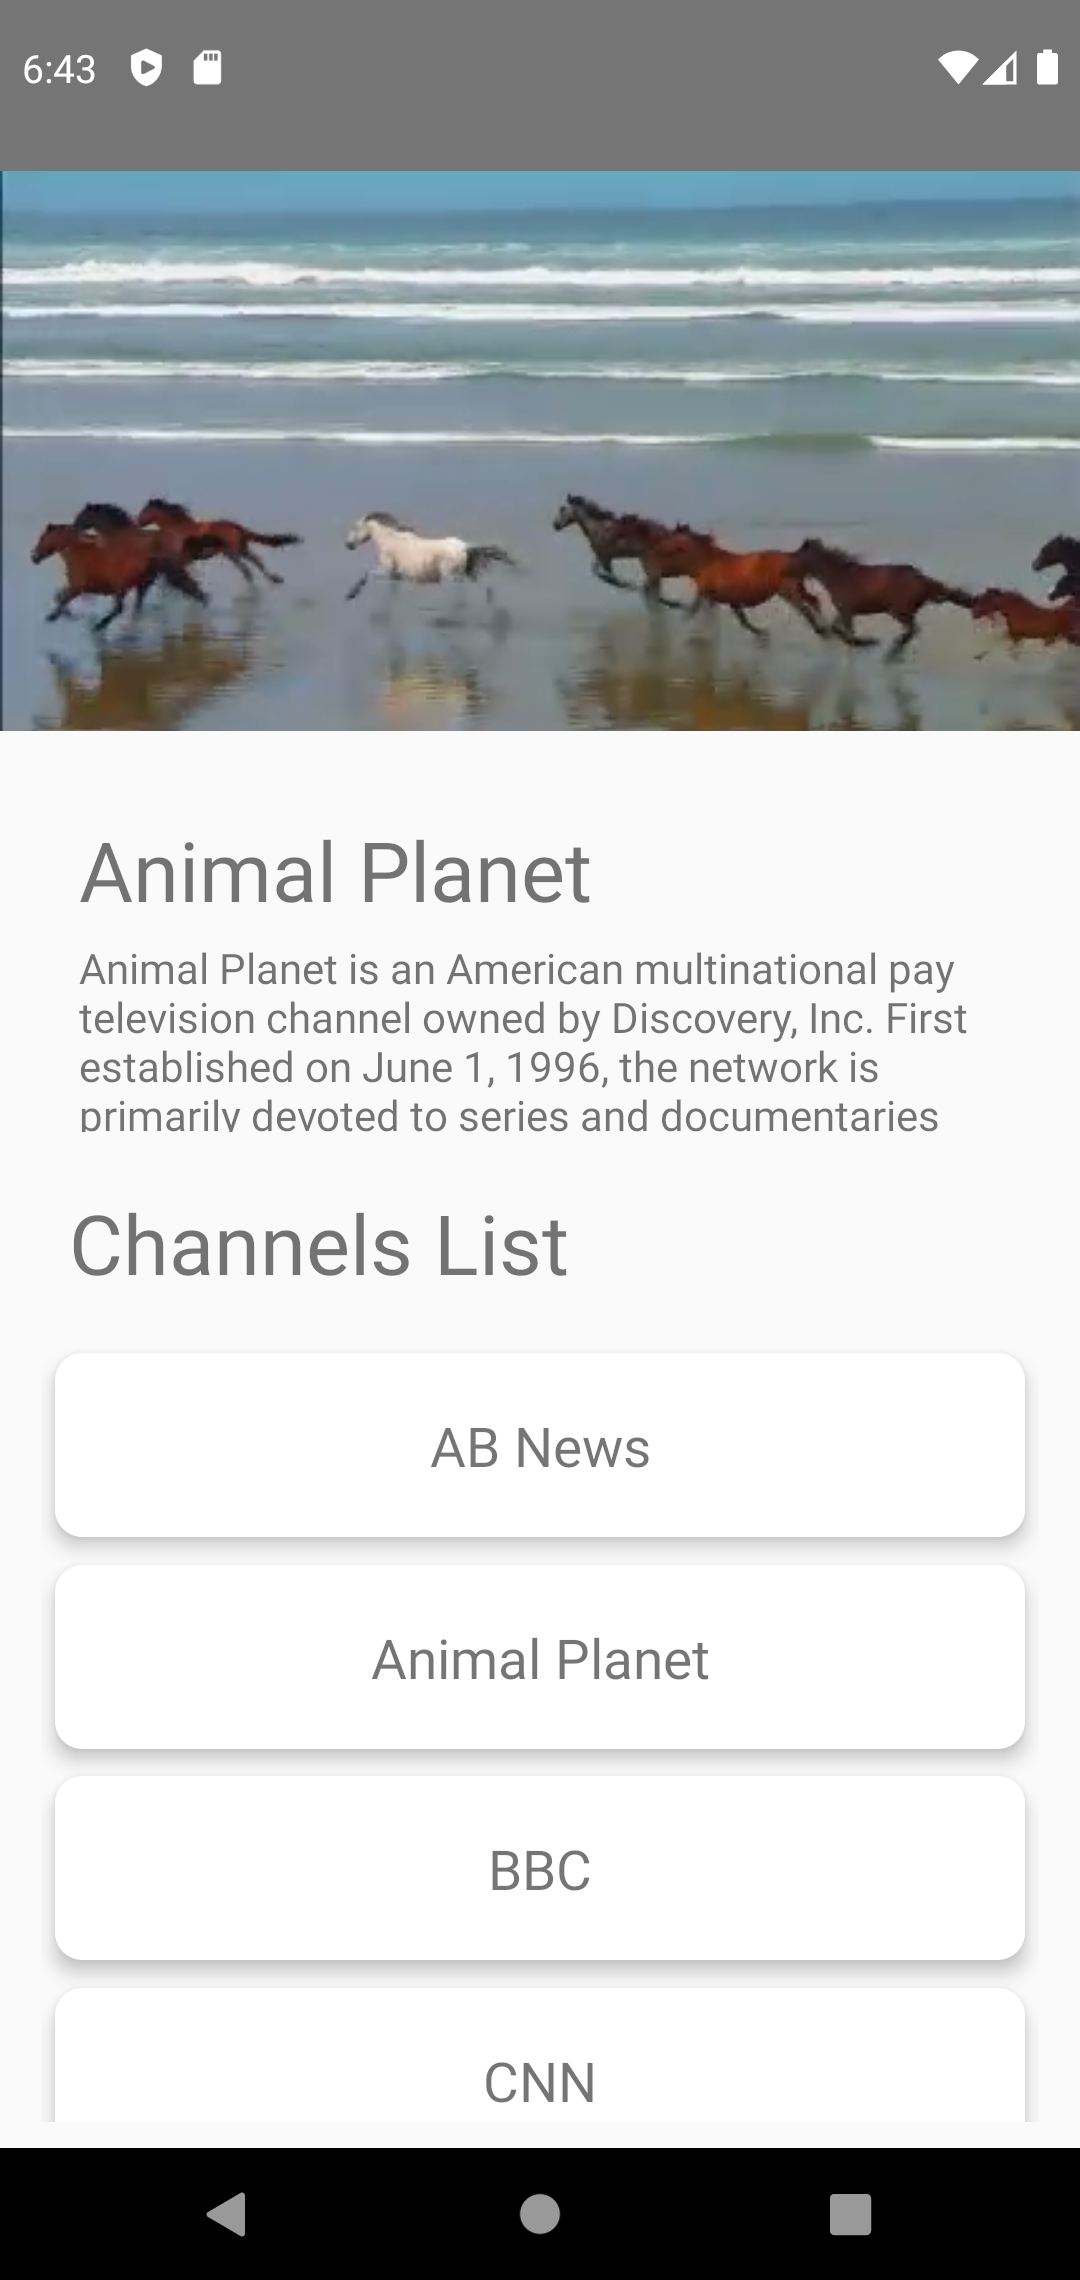 6:43
Animal Planet
Animal Planet is an American multinational pay
television channel owned by Discovery, Inc. First
established on June 1, 1996, the network is
primarily devoted to series and documentaries
Channels List
AB News
Animal Planet
BBC
CNN